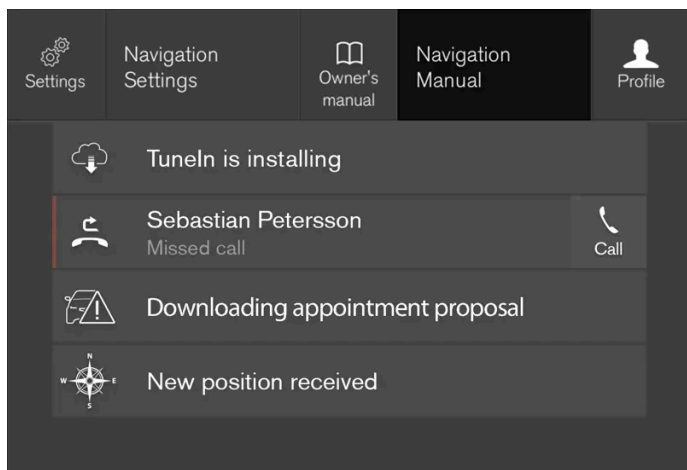 Settings
Navigation
Settings
Owner's
manual
Navigation
Manual
Profile
TuneIn is installing
Sebastian Petersson
Missed call
Call
Downloading appointment proposal
N
W
E
S
New position received